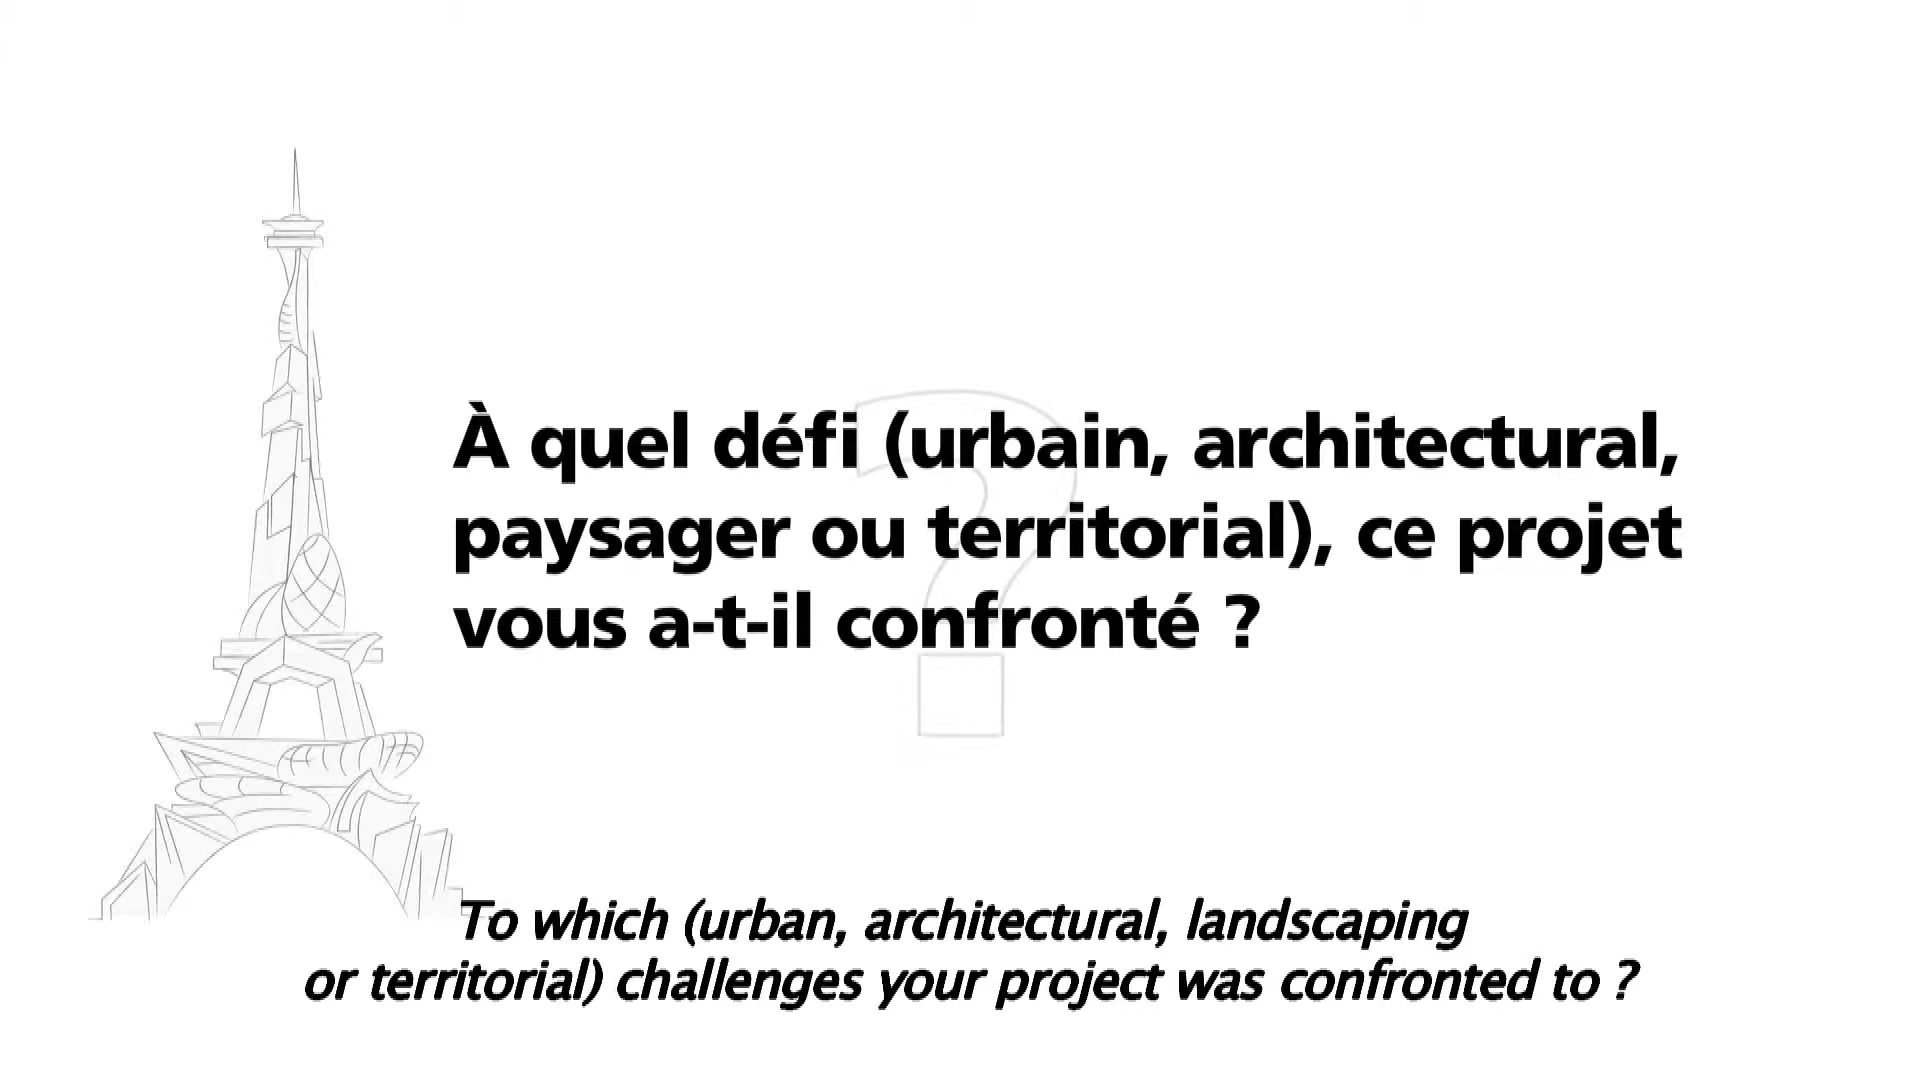 À quel défi (urbain, architectural,
paysager ou territorial), ce projet
vous a-t-il confronté ?
?
To which (urban, architectural, landscaping
or territorial) challenges your project was confronted to ?